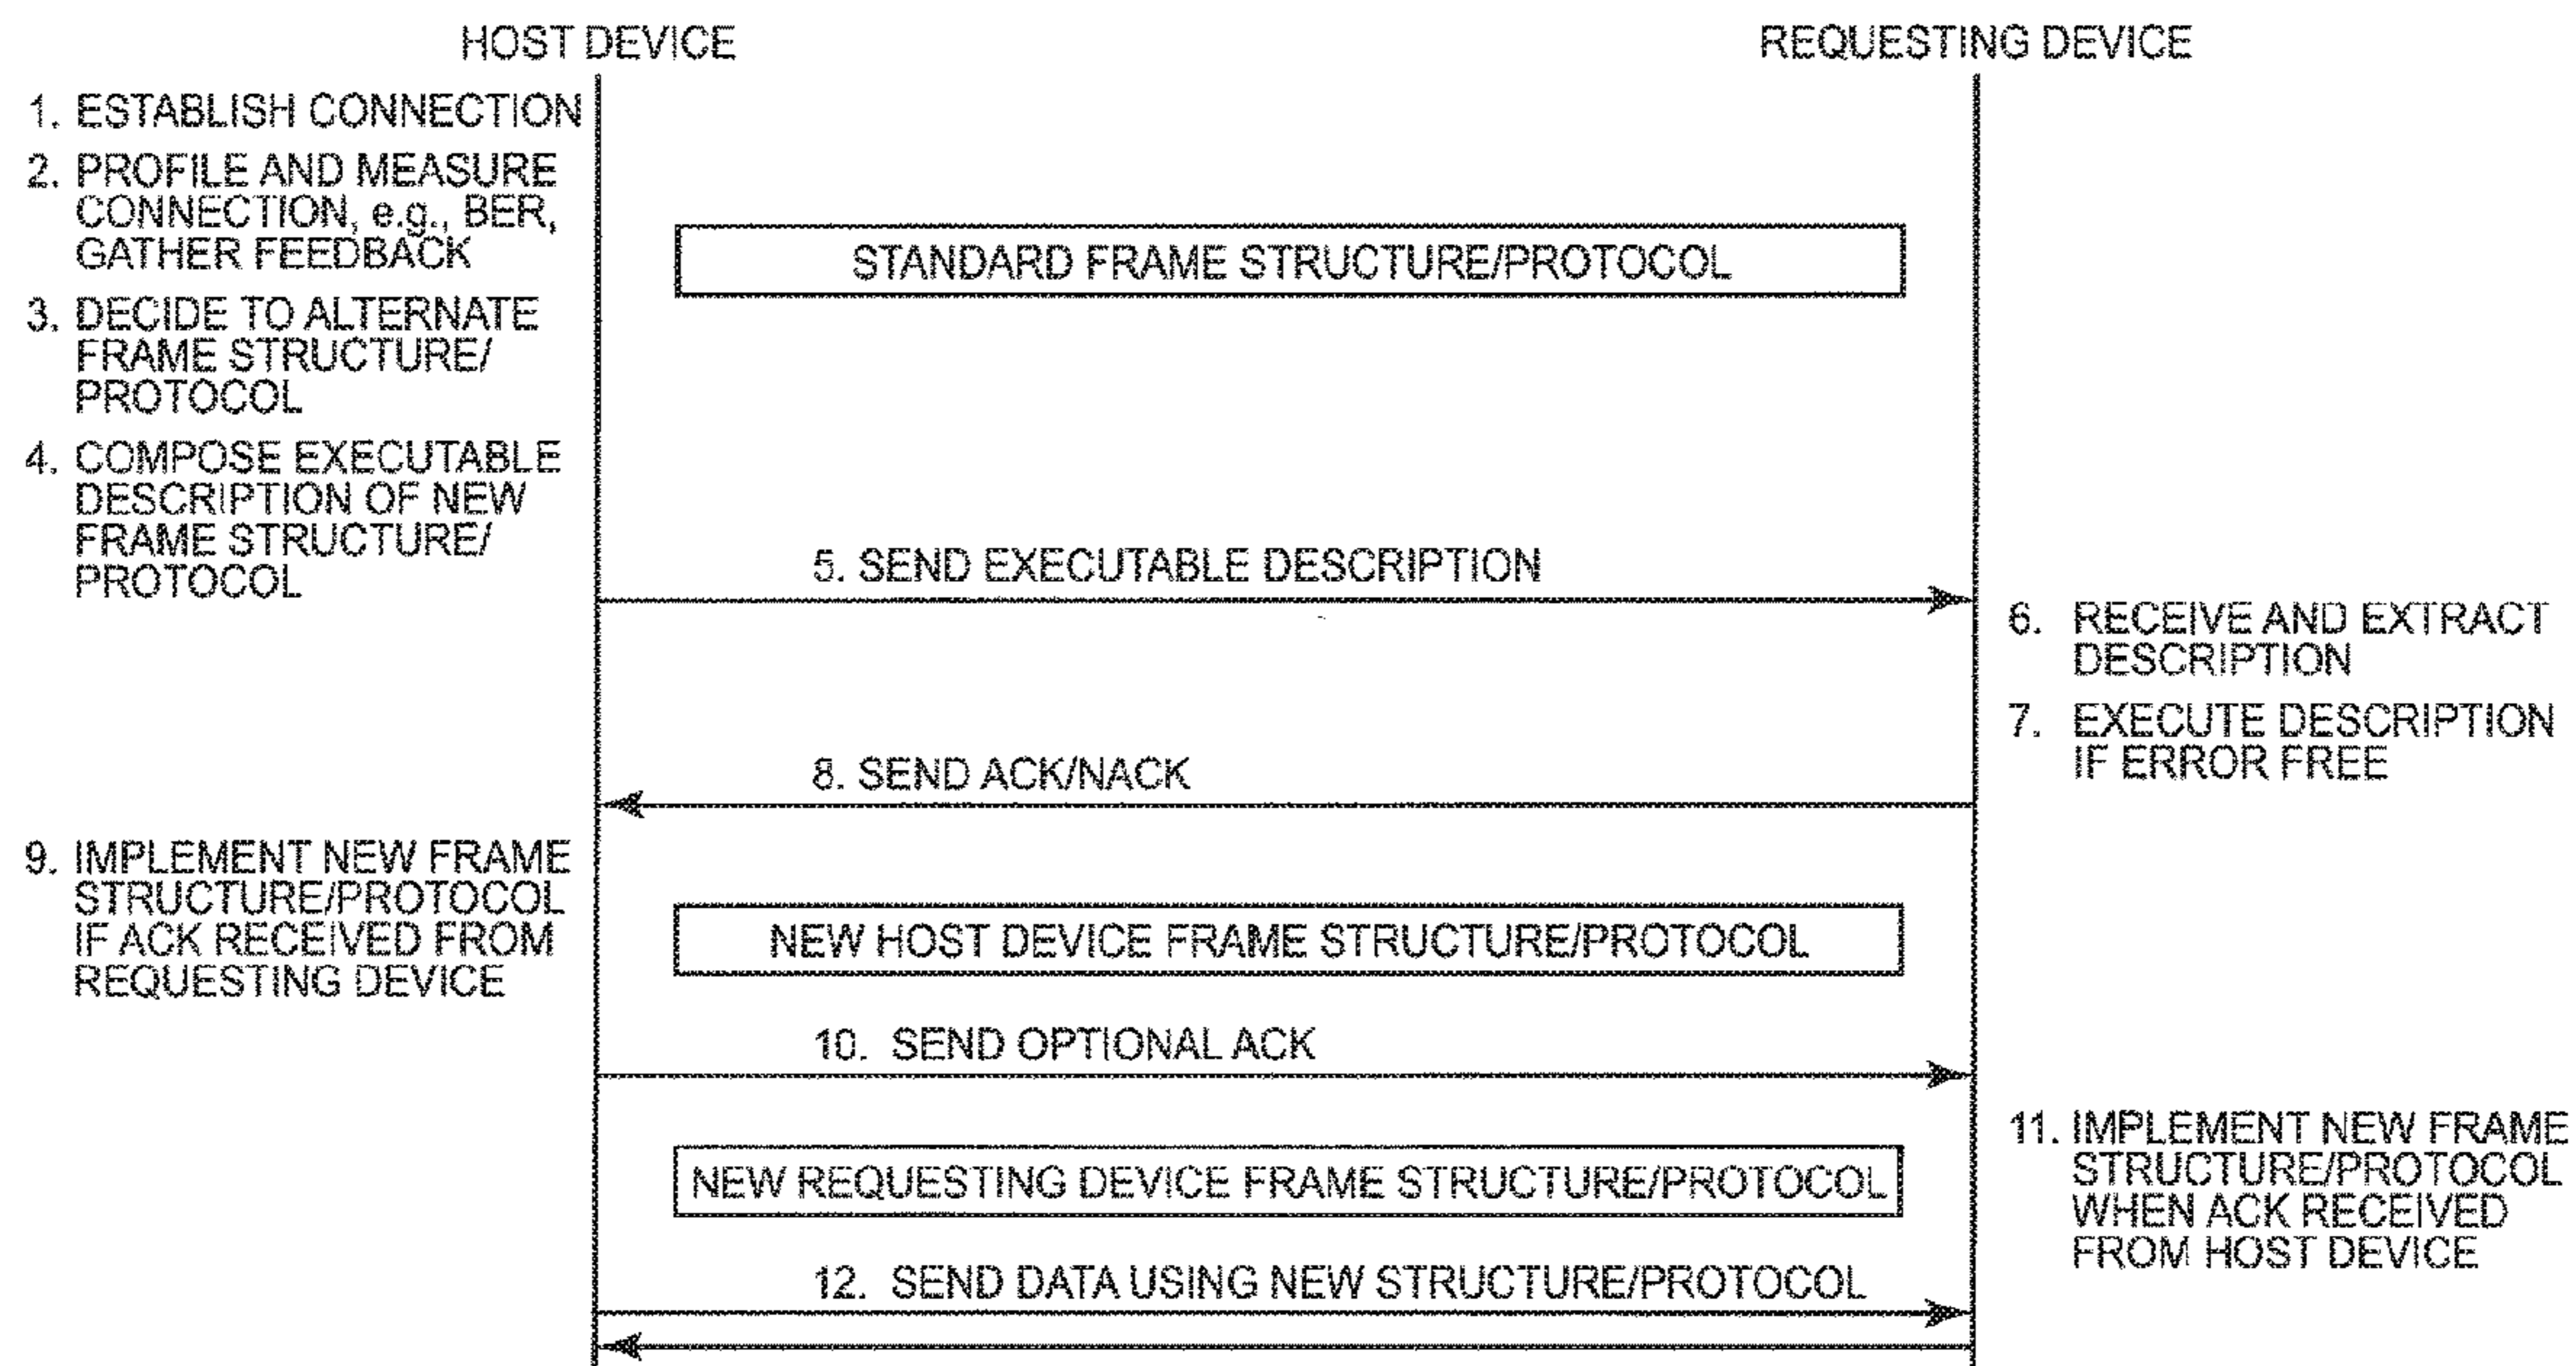 HOST DEVICE
REQUESTING DEVICE
1. ESTABLISH CONNECTION
2. PROFILE AND MEASURE
CONNECTION, e.g., BER,
GATHER FEEDBACK
STANDARD FRAME STRUCTURE/PROTOCOL
3. DECIDE TO ALTERNATE
FRAME STRUCTURE/
PROTOCOL
4. COMPOSE EXECUTABLE
DESCRIPTION OF NEW
FRAME STRUCTURE/
PROTOCOL
5. SEND EXECUTABLE DESCRIPTION
6. RECEIVE AND EXTRACT
DESCRIPTION
7. EXECUTE DESCRIPTION
IF ERROR FREE
8. SEND ACK/NACK
9. IMPLEMENT NEW FRAME
STRUCTURE/PROTOCOL
IF ACK RECEIVED FROM
REQUESTING DEVICE
NEW HOST DEVICE FRAME STRUCTURE/PROTOCOL
10. SEND OPTIONAL ACK
11. IMPLEMENT NEW FRAME
STRUCTURE/PROTOCOL
WHEN ACK RECEIVED
FROM HOST DEVICE
NEW REQUESTING DEVICE FRAME STRUCTURE/PROTOCOL
12. SEND DATA USING NEW STRUCTURE/PROTOCOL